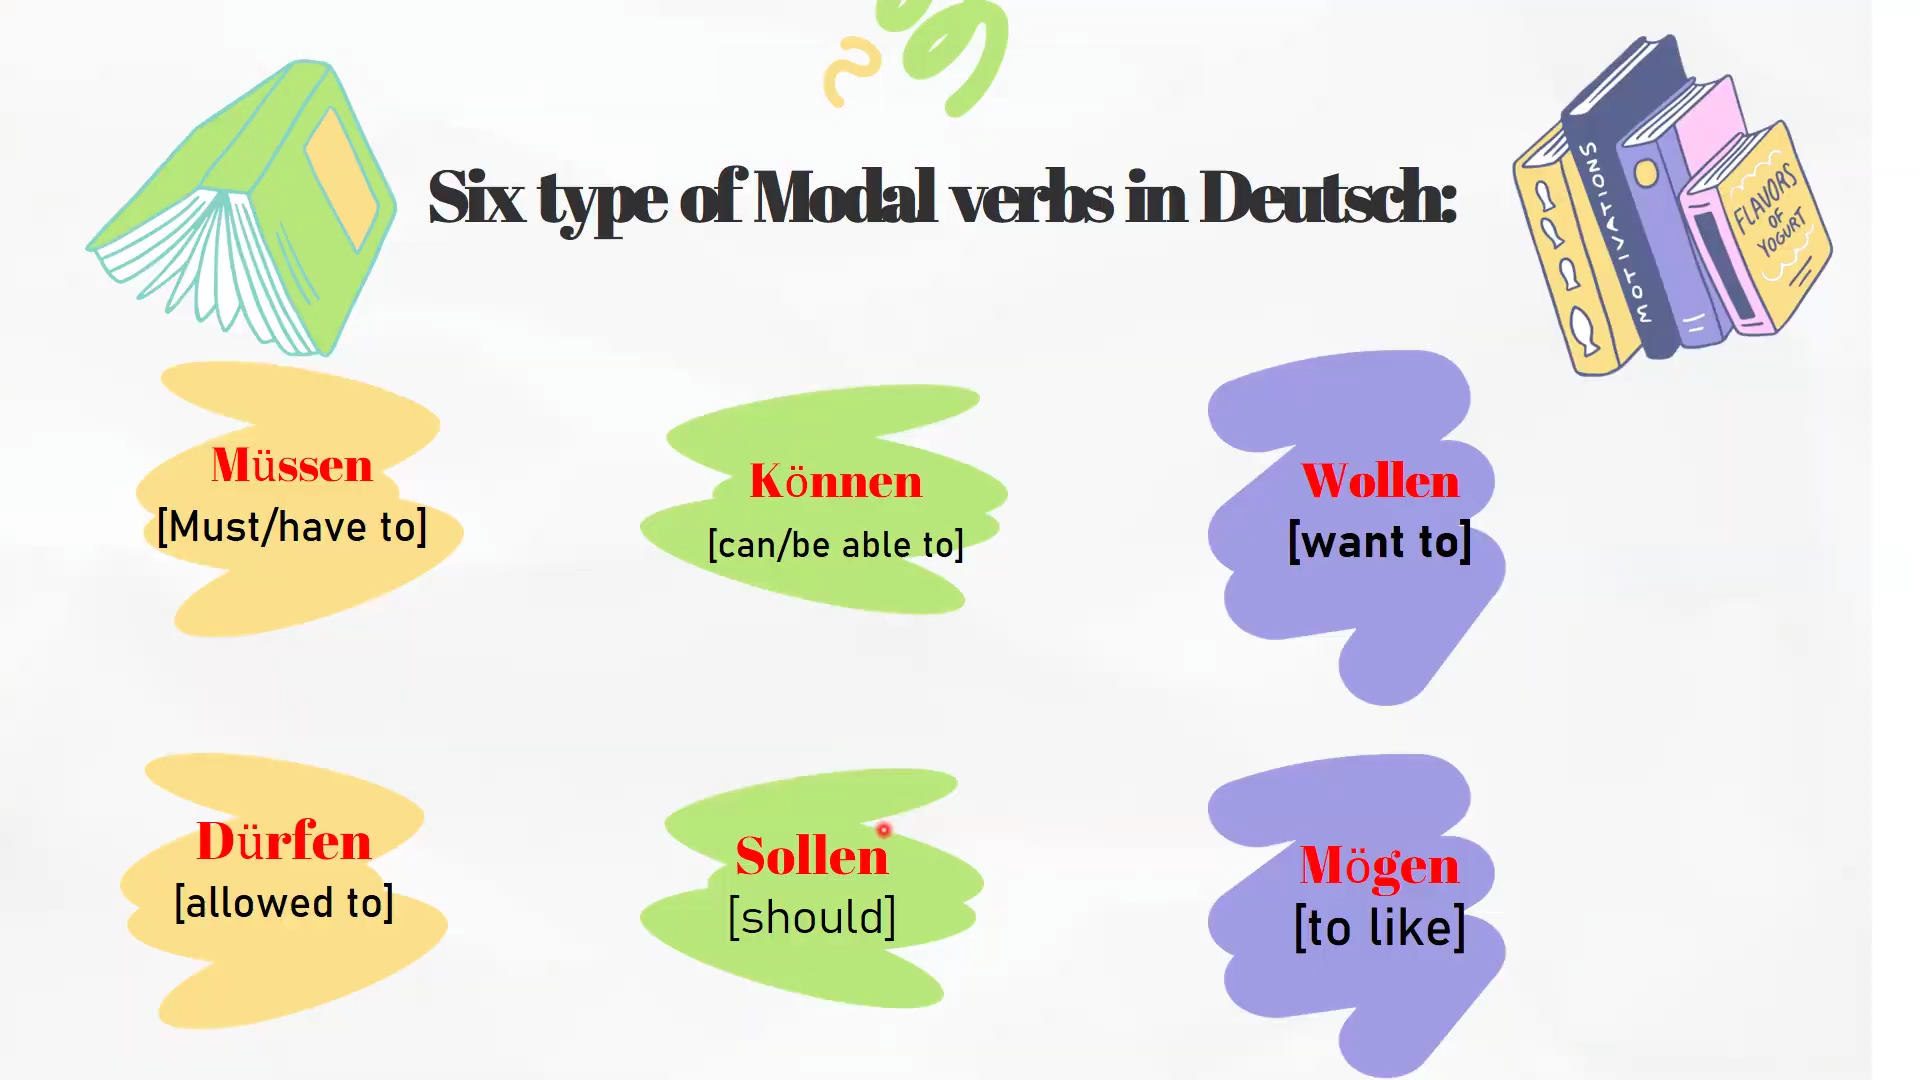 Six type of Modal verbs in Deutsch:
MOTIVATIONS
FLAVORS
OF
YOGURT
Müssen
[Must/have to]
Können
[can/be able to]
Wollen
[want to]
Dürfen
[allowed to]
Sollen
[should]
Mögen
[to like]